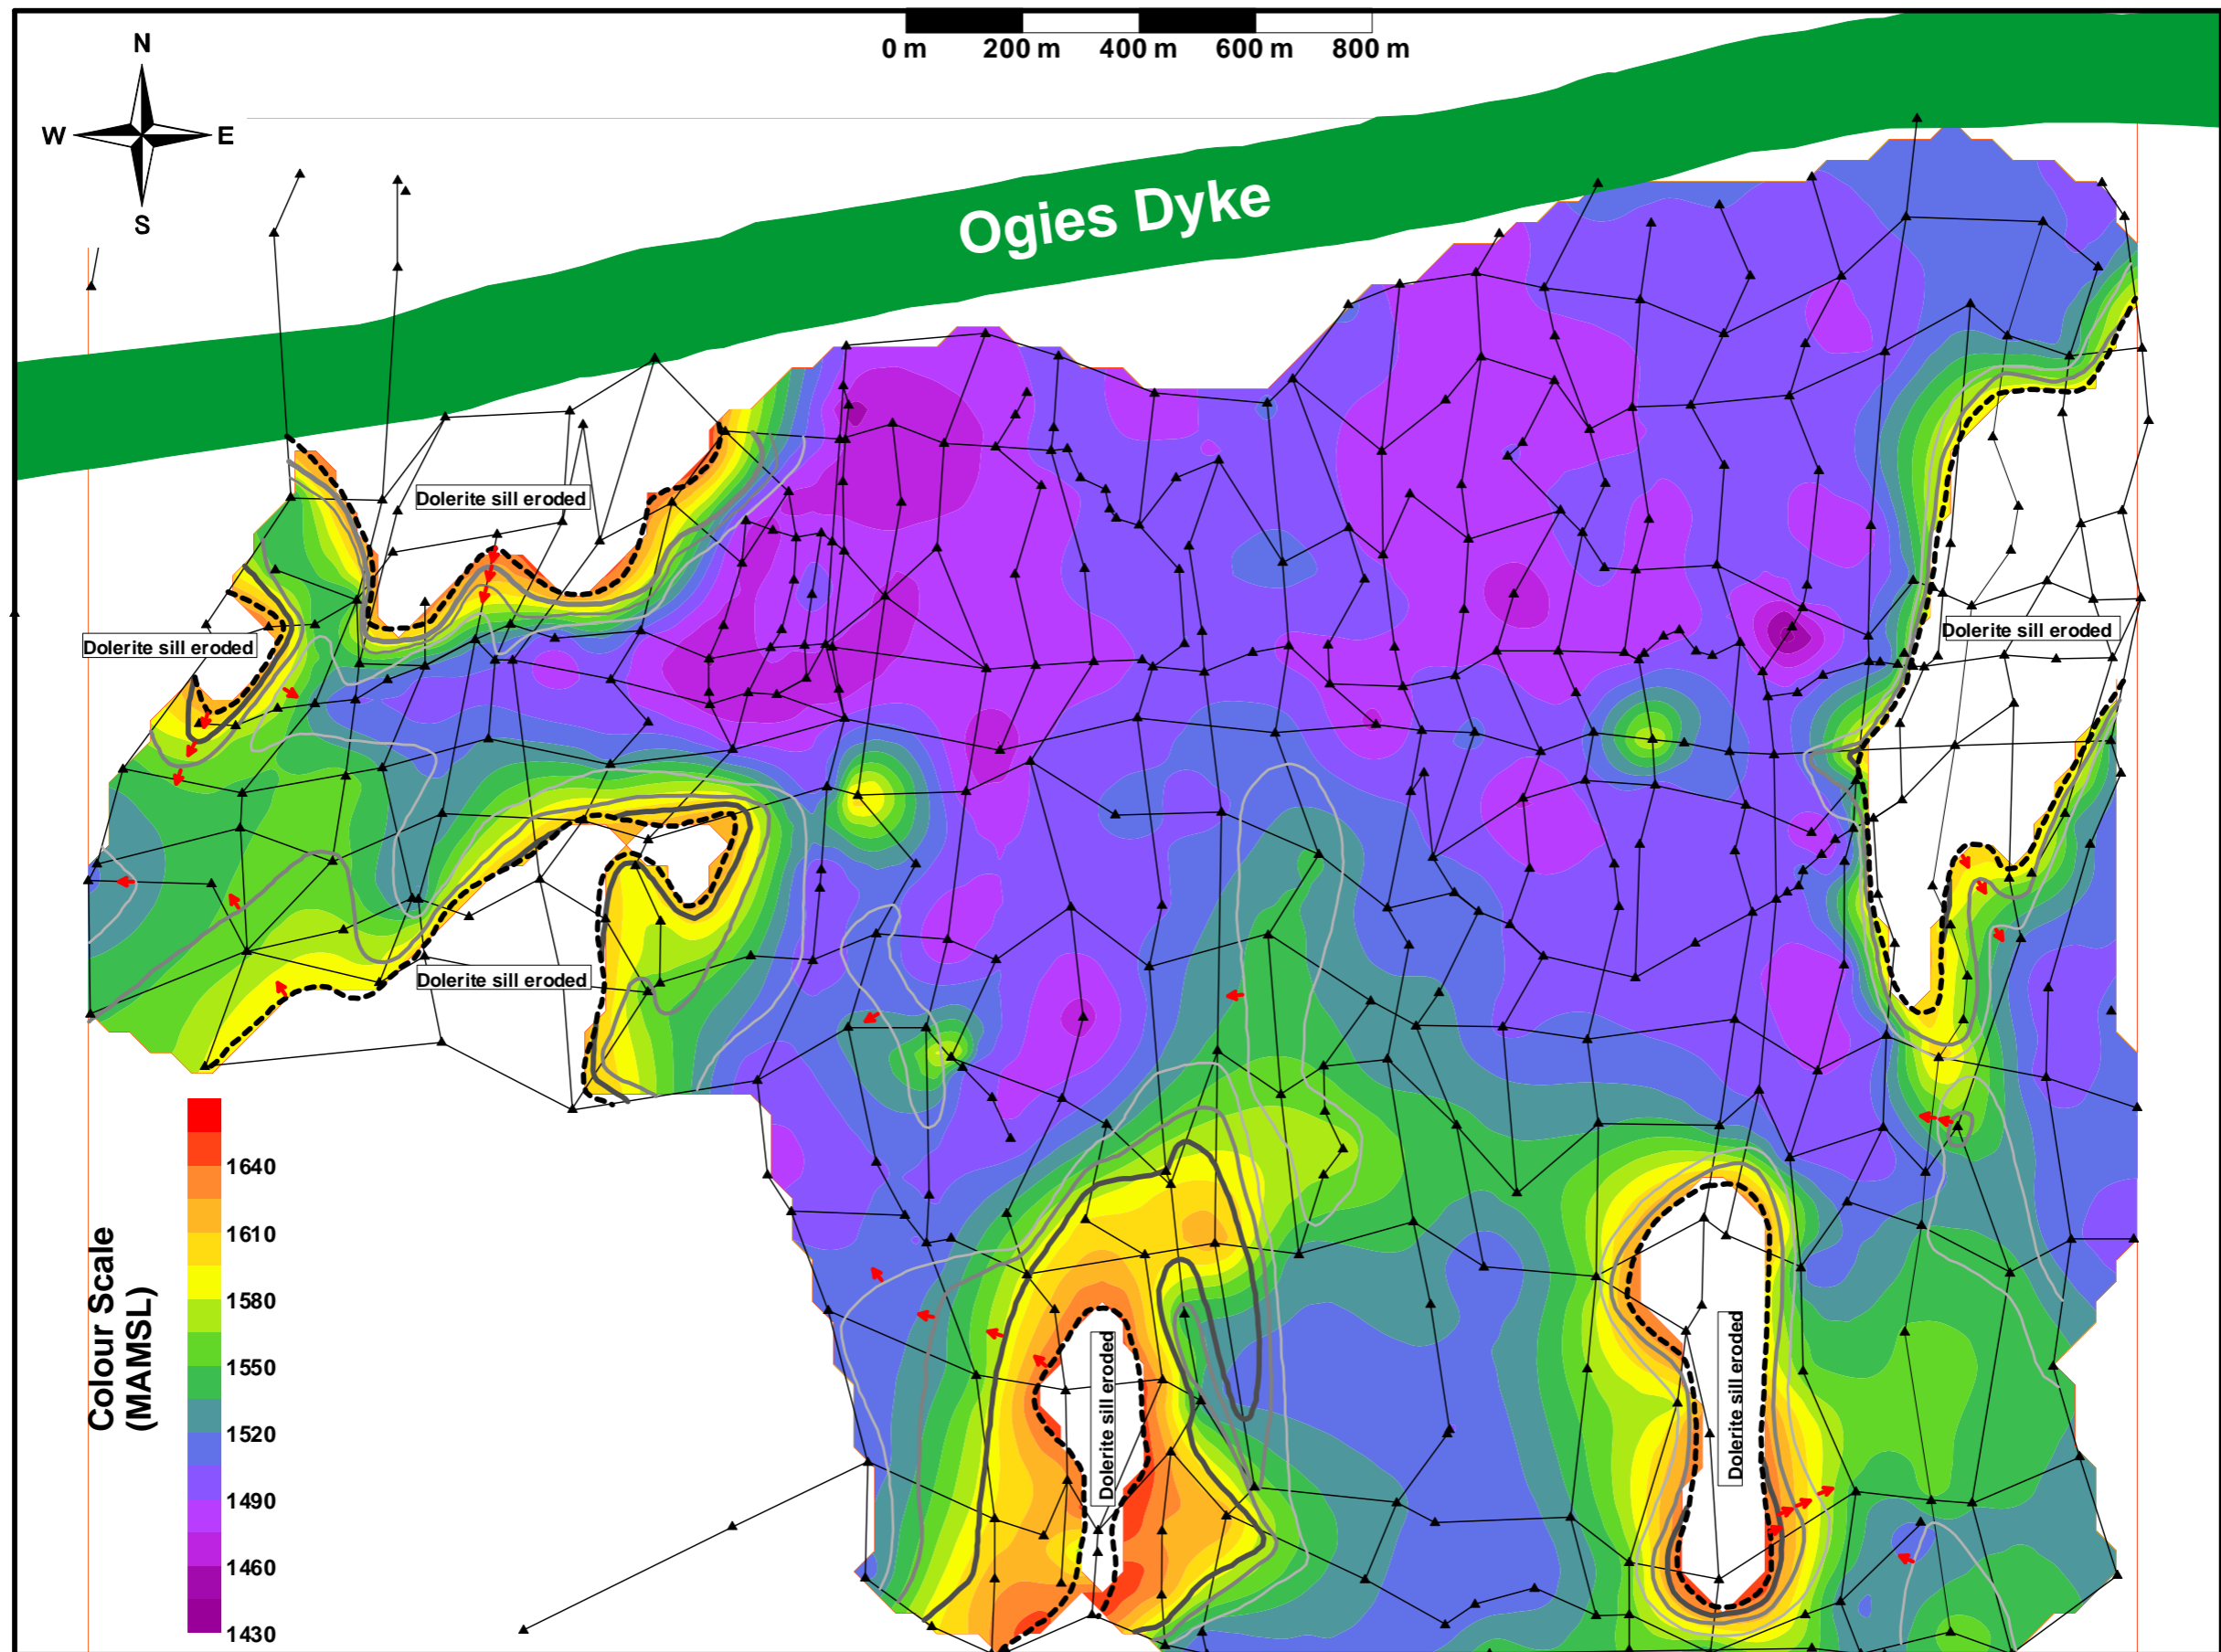 0 m 200 m 400 m 600 m 800 m
N
W E
S
Ogies Dyke
Dolerite sill eroded
Dolerite sill eroded
Dolerite sill eroded
Dolerite sill eroded
Dolerite sill eroded
Dolerite sill eroded
Colour Scale
(MAMSL)
1640
1610
1580
1550
1520
1490
1460
1430